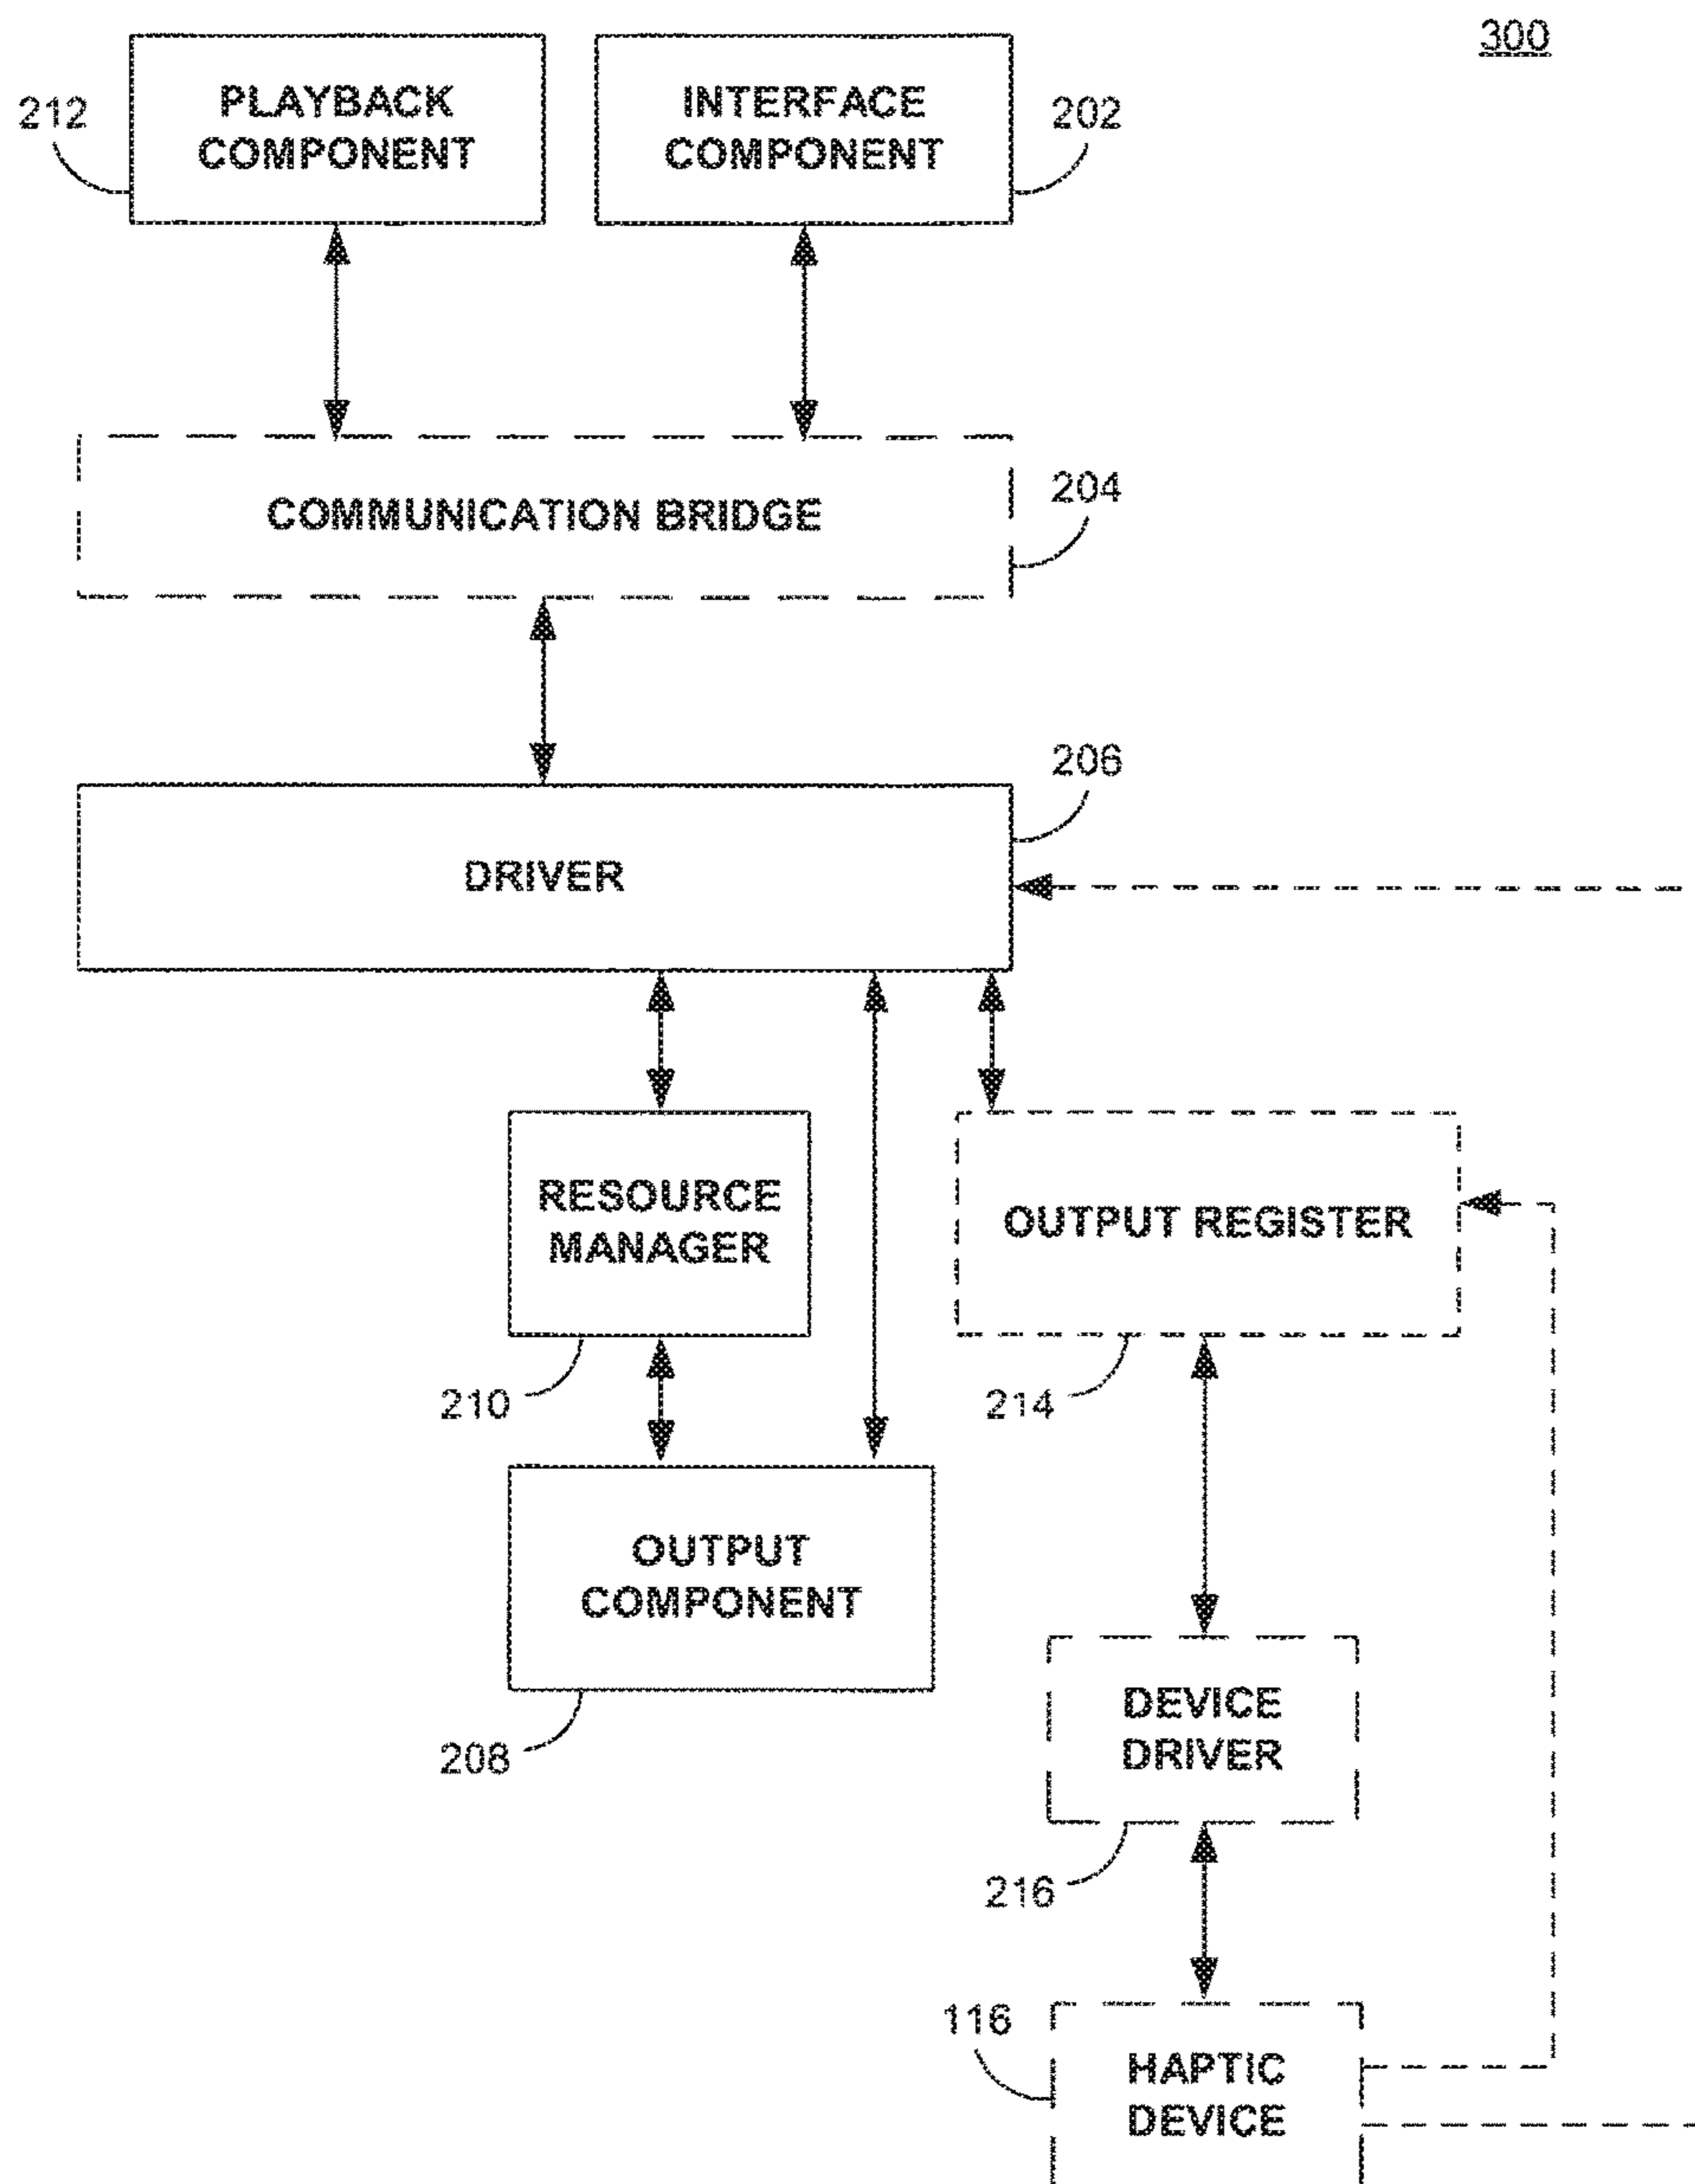 300
212
PLAYBACK
COMPONENT
INTERFACE
COMPONENT
202
COMMUNICATION BRIDGE
204
206
DRIVER
RESOURCE
MANAGER
OUTPUT REGISTER
210
214
OUTPUT
COMPONENT
208
DEVICE
DRIVER
216
116
HAPTIC
DEVICE